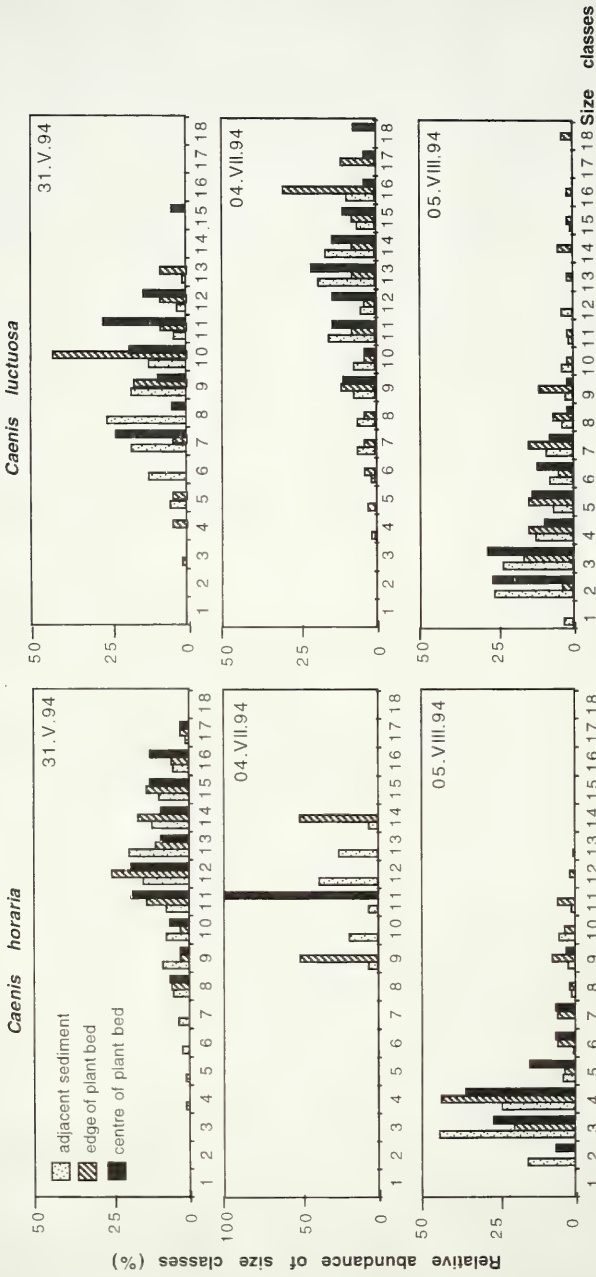 Caenis horaria
Caenis luctuosa
Relative abundance of size classes (%)
50
25
0
adjacent sediment
edge of plant bed
centre of plant bed
31.V.94
1 2 3 4 5 6 7 8 9 10 11 12 13 14 15 16 17 18
50
25
0
31.V.94
1 2 3 4 5 6 7 8 9 10 11 12 13 14 .15 16 17 18
100
50
0
04.VII.94
1 2 3 4 5 6 7 8 9 10 11 12 13 14 15 16 17 18
50
25
0
04.VII.94
1 2 3 4 5 6 7 8 9 10 11 12 13 14 15 16 17 18
50
25
0
05.VIII.94
1 2 3 4 5 6 7 8 9 10 11 12 13 14 15 16 17 18
50
25
0
05.VIII.94
1 2 3 4 5 6 7 8 9 10 11 12 13 14 15 16 17 18
Size classes